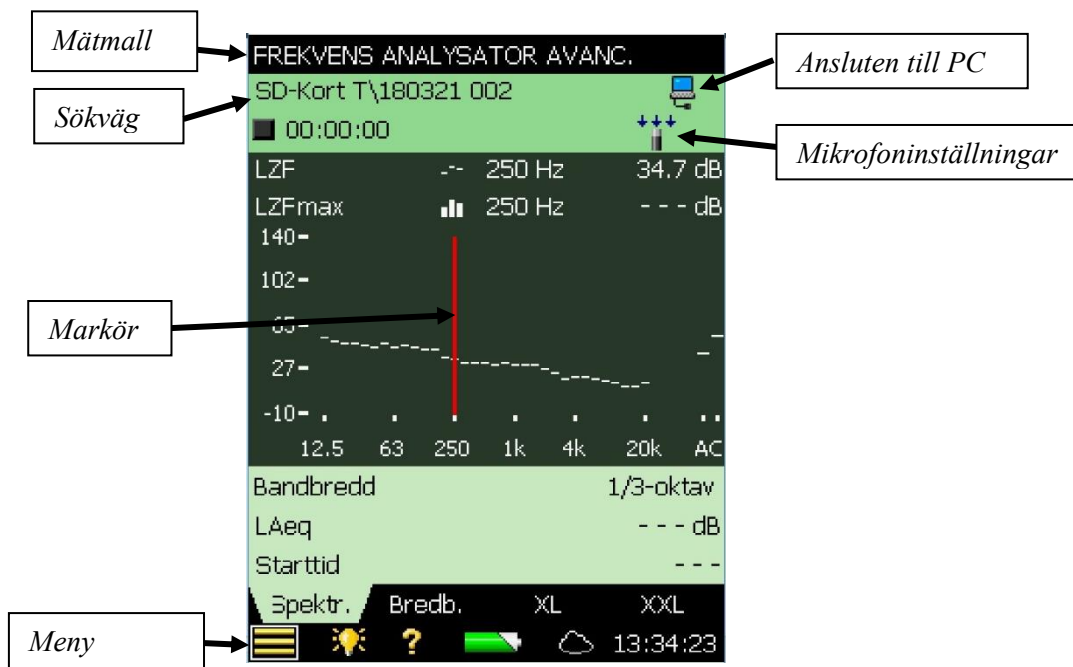 Mätmall
FREKVENS ANALYSATOR AVANC.
Ansluten till PC
SD-Kort T\180321 002
Sökväg
00:00:00
Mikrofoninställningar
LZF 250 Hz 34.7 dB
LZFmax 250 Hz - - - dB
140
102
Markör
65
27
-10
12.5 63 250 1k 4k 20k AC
Bandbredd 1/3-oktav
LAeq - - - dB
Starttid - - -
Spektr. Bredb. XL XXL
Meny
? 13:34:23